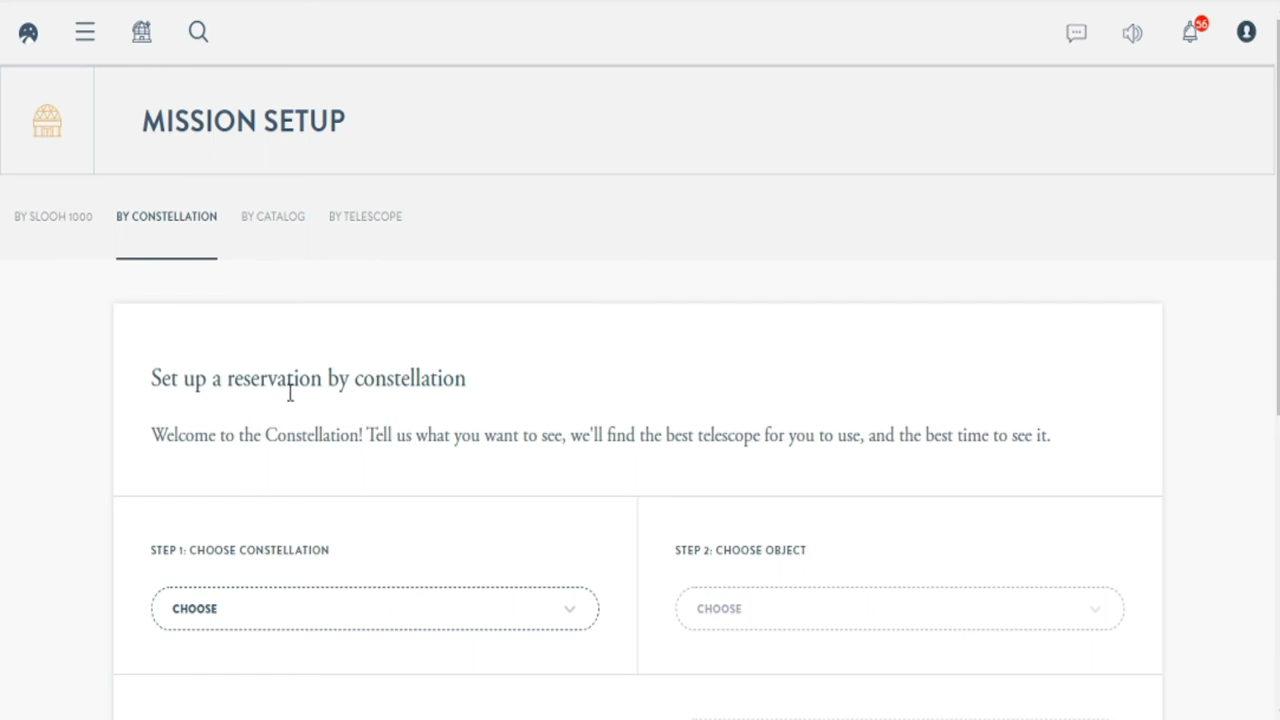 56
MISSION SETUP
BY SLOOH 1000 BY CONSTELLATION BY CATALOG BY TELESCOPE
Set up a reservation by constellation
Welcome to the Constellation! Tell us what you want to see, we'll find the best telescope for you to use, and the best time to see it.
STEP 1: CHOOSE CONSTELLATION
CHOOSE
STEP 2: CHOOSE OBJECT
CHOOSE